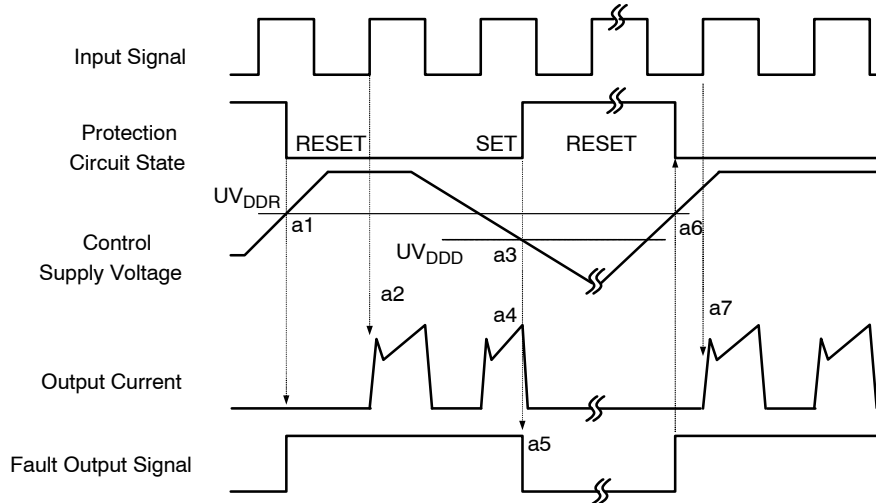 Input Signal
Protection
Circuit State
RESET
SET
RESET
UVDDR
a1
a6
Control
Supply Voltage
UVDDD
a3
a2
a4
a7
Output Current
a5
Fault Output Signal